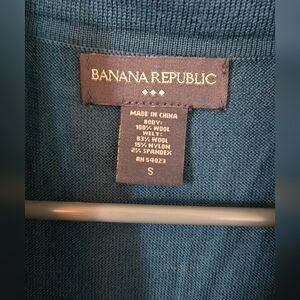 BANANA REPUBLIC
MADE IN CHINA
BODY:
100% WOOL
WELT:
83% WOOL
15% NYLON
2% SPANDEX
RN 54023
S